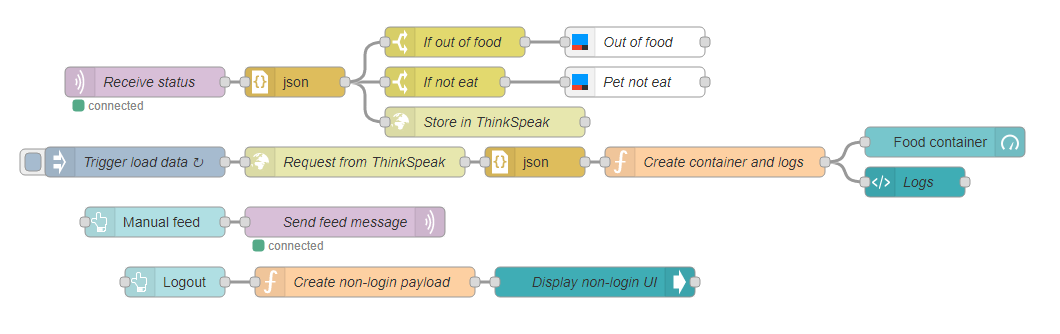 If out of food
Out of food
Receive status
json
If not eat
Pet not eat
connected
Store in ThinkSpeak
Trigger load data ↻
Request from ThinkSpeak
json
Create container and logs
Food container
Logs
Manual feed
Send feed message
connected
Logout
Create non-login payload
Display non-login UI